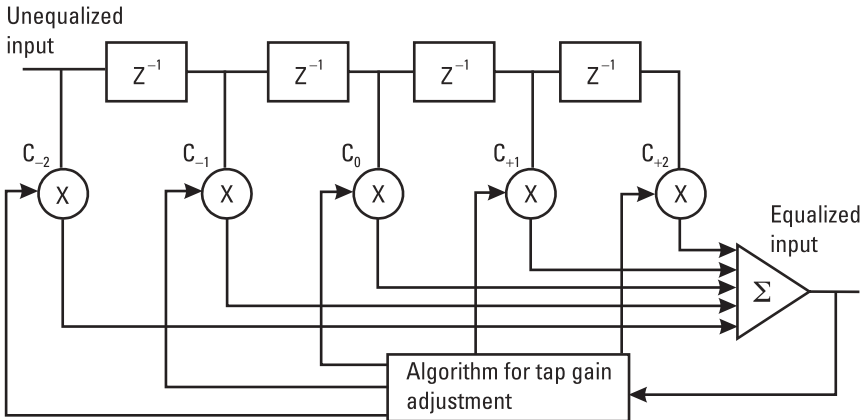 Unequalized
input
Z⁻¹ Z⁻¹ Z⁻¹ Z⁻¹
C₋₂ C₋₁ C₀ C₊₁ C₊₂
X X X X X
Equalized
input
Σ
Algorithm for tap gain
adjustment